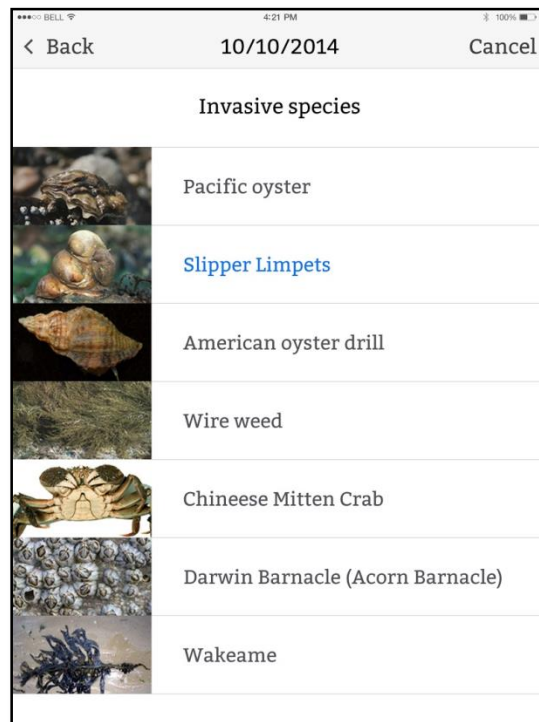 BELL 4:21 PM 100%
< Back 10/10/2014 Cancel
Invasive species
Pacific oyster
Slipper Limpets
American oyster drill
Wire weed
Chineese Mitten Crab
Darwin Barnacle (Acorn Barnacle)
Wakeame